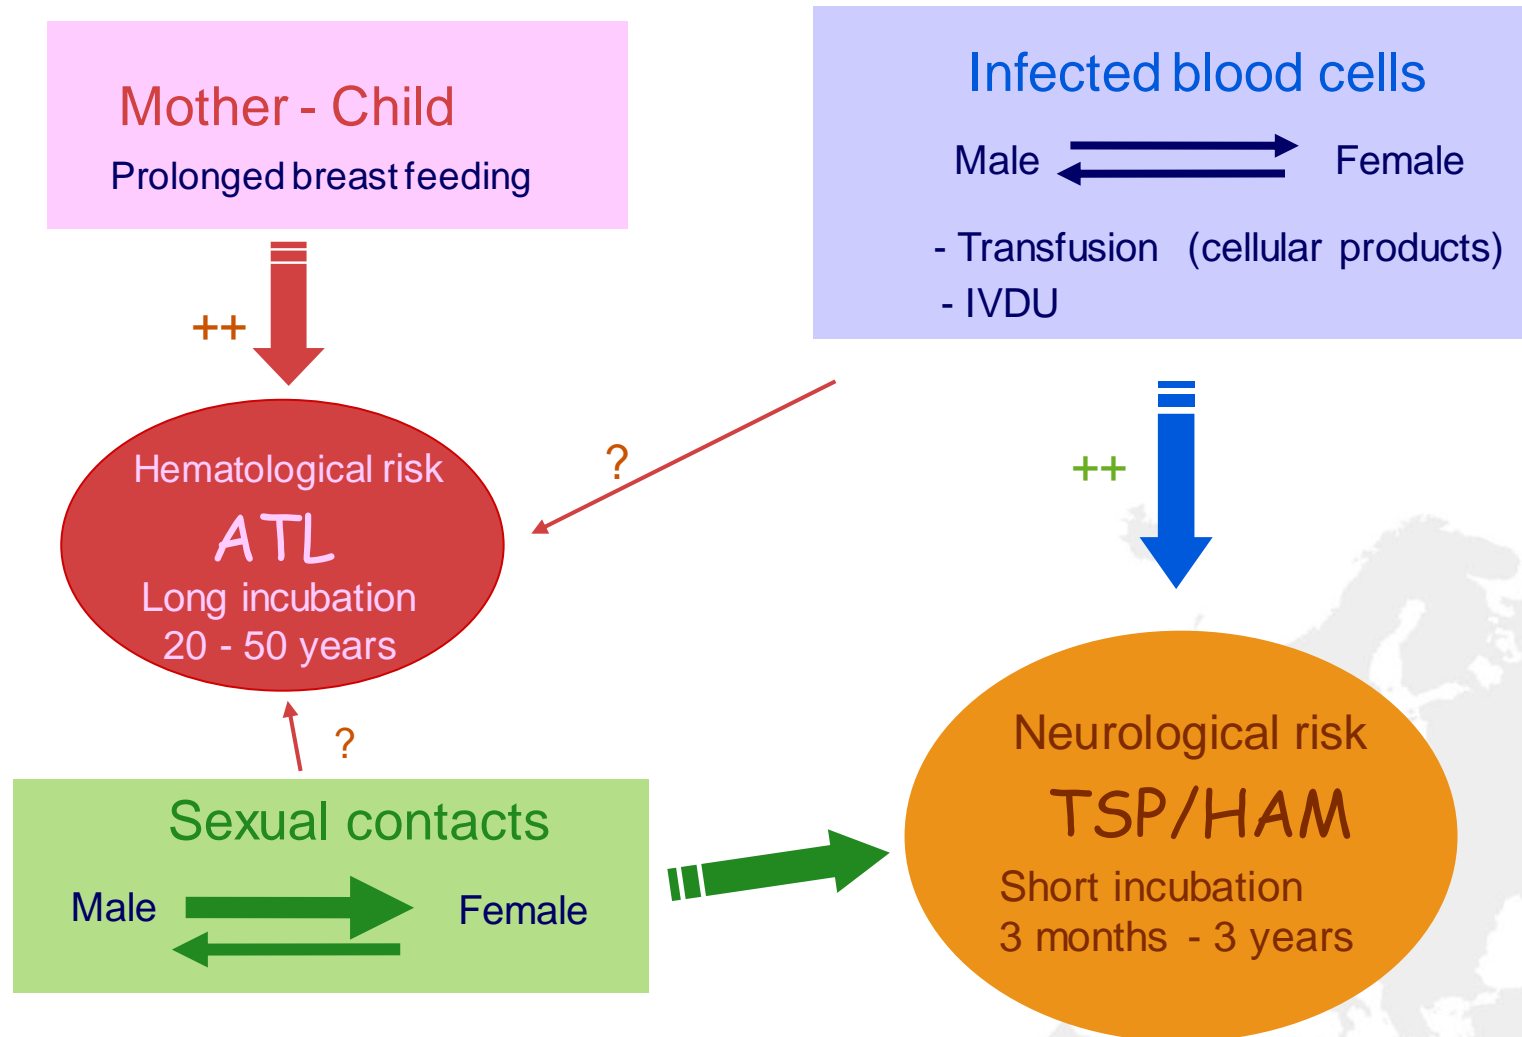 Mother - Child
Prolonged breast feeding
Infected blood cells
Male Female
- Transfusion (cellular products)
- IVDU
++
Hematological risk
ATL
Long incubation
20 - 50 years
?
++
?
Sexual contacts
Male Female
Neurological risk
TSP/HAM
Short incubation
3 months - 3 years